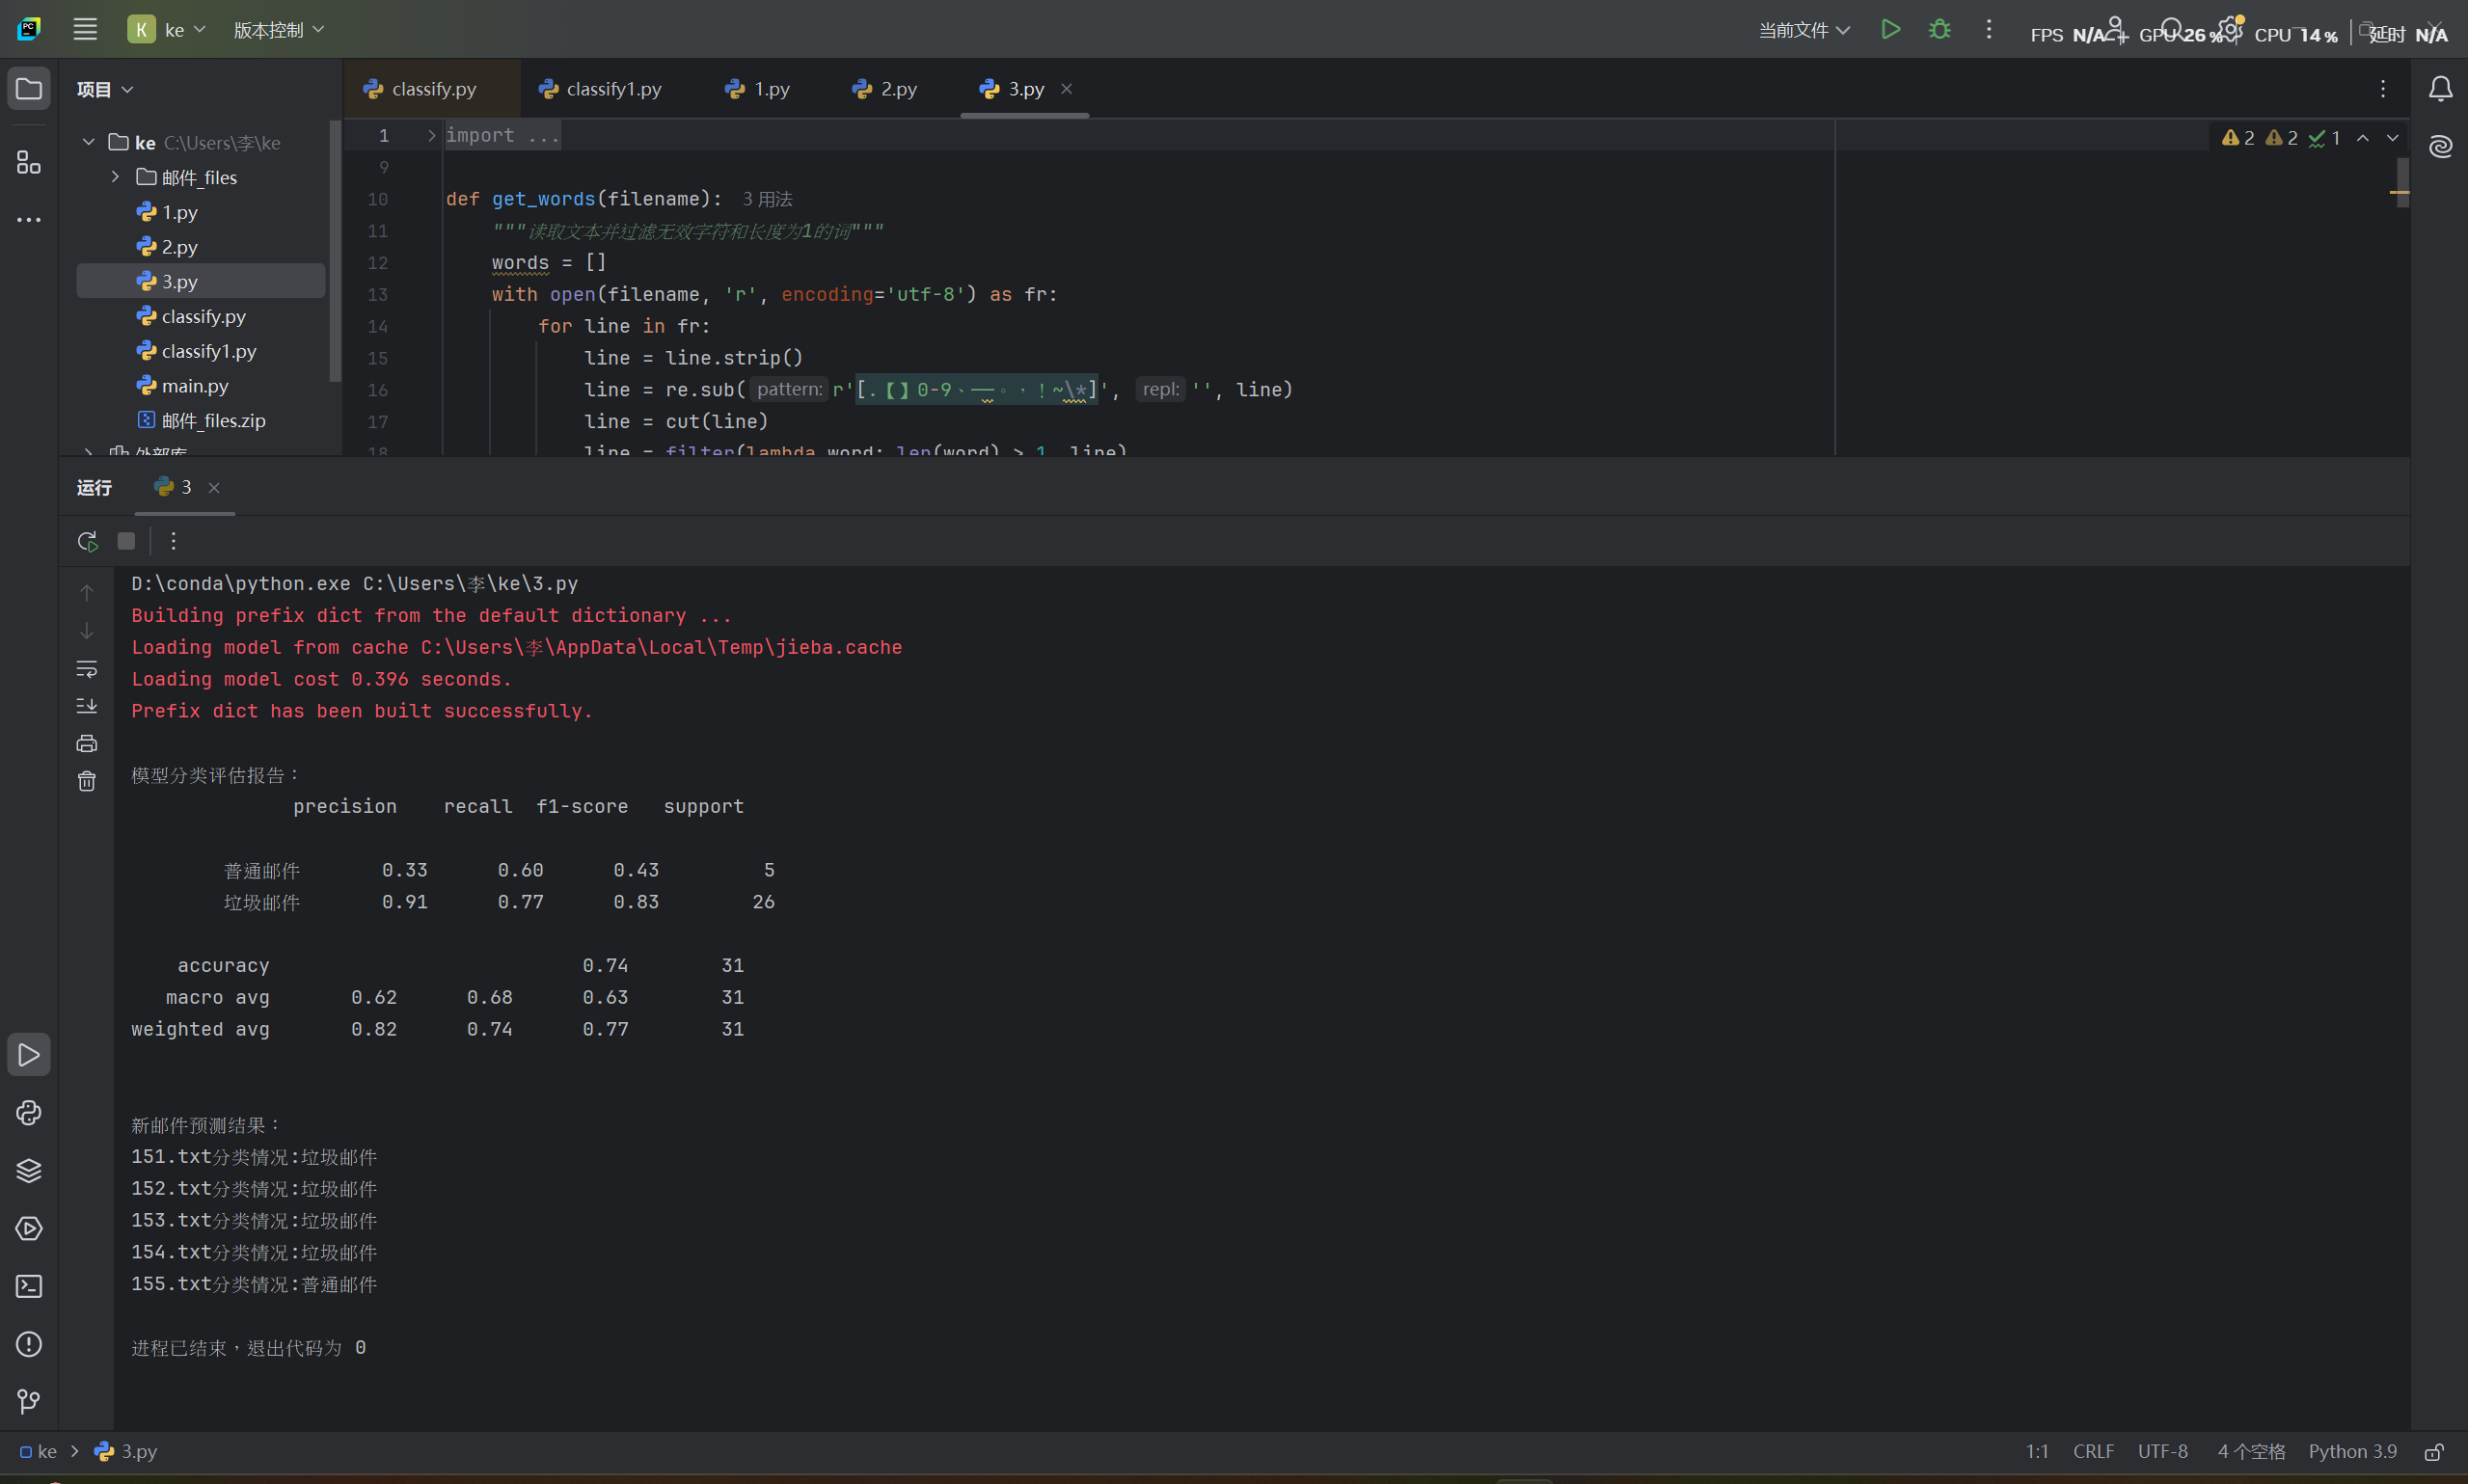 K ke 版本控制 当前文件 FPS N/A GPU 26 % CPU 14 % 延时 N/A
项目
classify.py classify1.py 1.py 2.py 3.py
ke C:\Users\李\ke
邮件_files
1.py
2.py
3.py
classify.py
classify1.py
main.py
邮件_files.zip
外部库
2 2 1
1 import ...
9
10 def get_words(filename): 3 用法
11 """读取文本并过滤无效字符和长度为1的词"""
12 words = []
13 with open(filename, 'r', encoding='utf-8') as fr:
14 for line in fr:
15 line = line.strip()
16 line = re.sub( pattern: r'[.【】0-9、——。，！~\*]', repl: '', line)
17 line = cut(line)
18 line = filter(lambda word: len(word) > 1, line)
运行 3
D:\conda\python.exe C:\Users\李\ke\3.py
Building prefix dict from the default dictionary ...
Loading model from cache C:\Users\李\AppData\Local\Temp\jieba.cache
Loading model cost 0.396 seconds.
Prefix dict has been built successfully.
模型分类评估报告：
precision recall f1-score support
普通邮件 0.33 0.60 0.43 5
垃圾邮件 0.91 0.77 0.83 26
accuracy 0.74 31
macro avg 0.62 0.68 0.63 31
weighted avg 0.82 0.74 0.77 31
新邮件预测结果：
151.txt分类情况:垃圾邮件
152.txt分类情况:垃圾邮件
153.txt分类情况:垃圾邮件
154.txt分类情况:垃圾邮件
155.txt分类情况:普通邮件
进程已结束，退出代码为 0
ke 3.py 1:1 CRLF UTF-8 4 个空格 Python 3.9